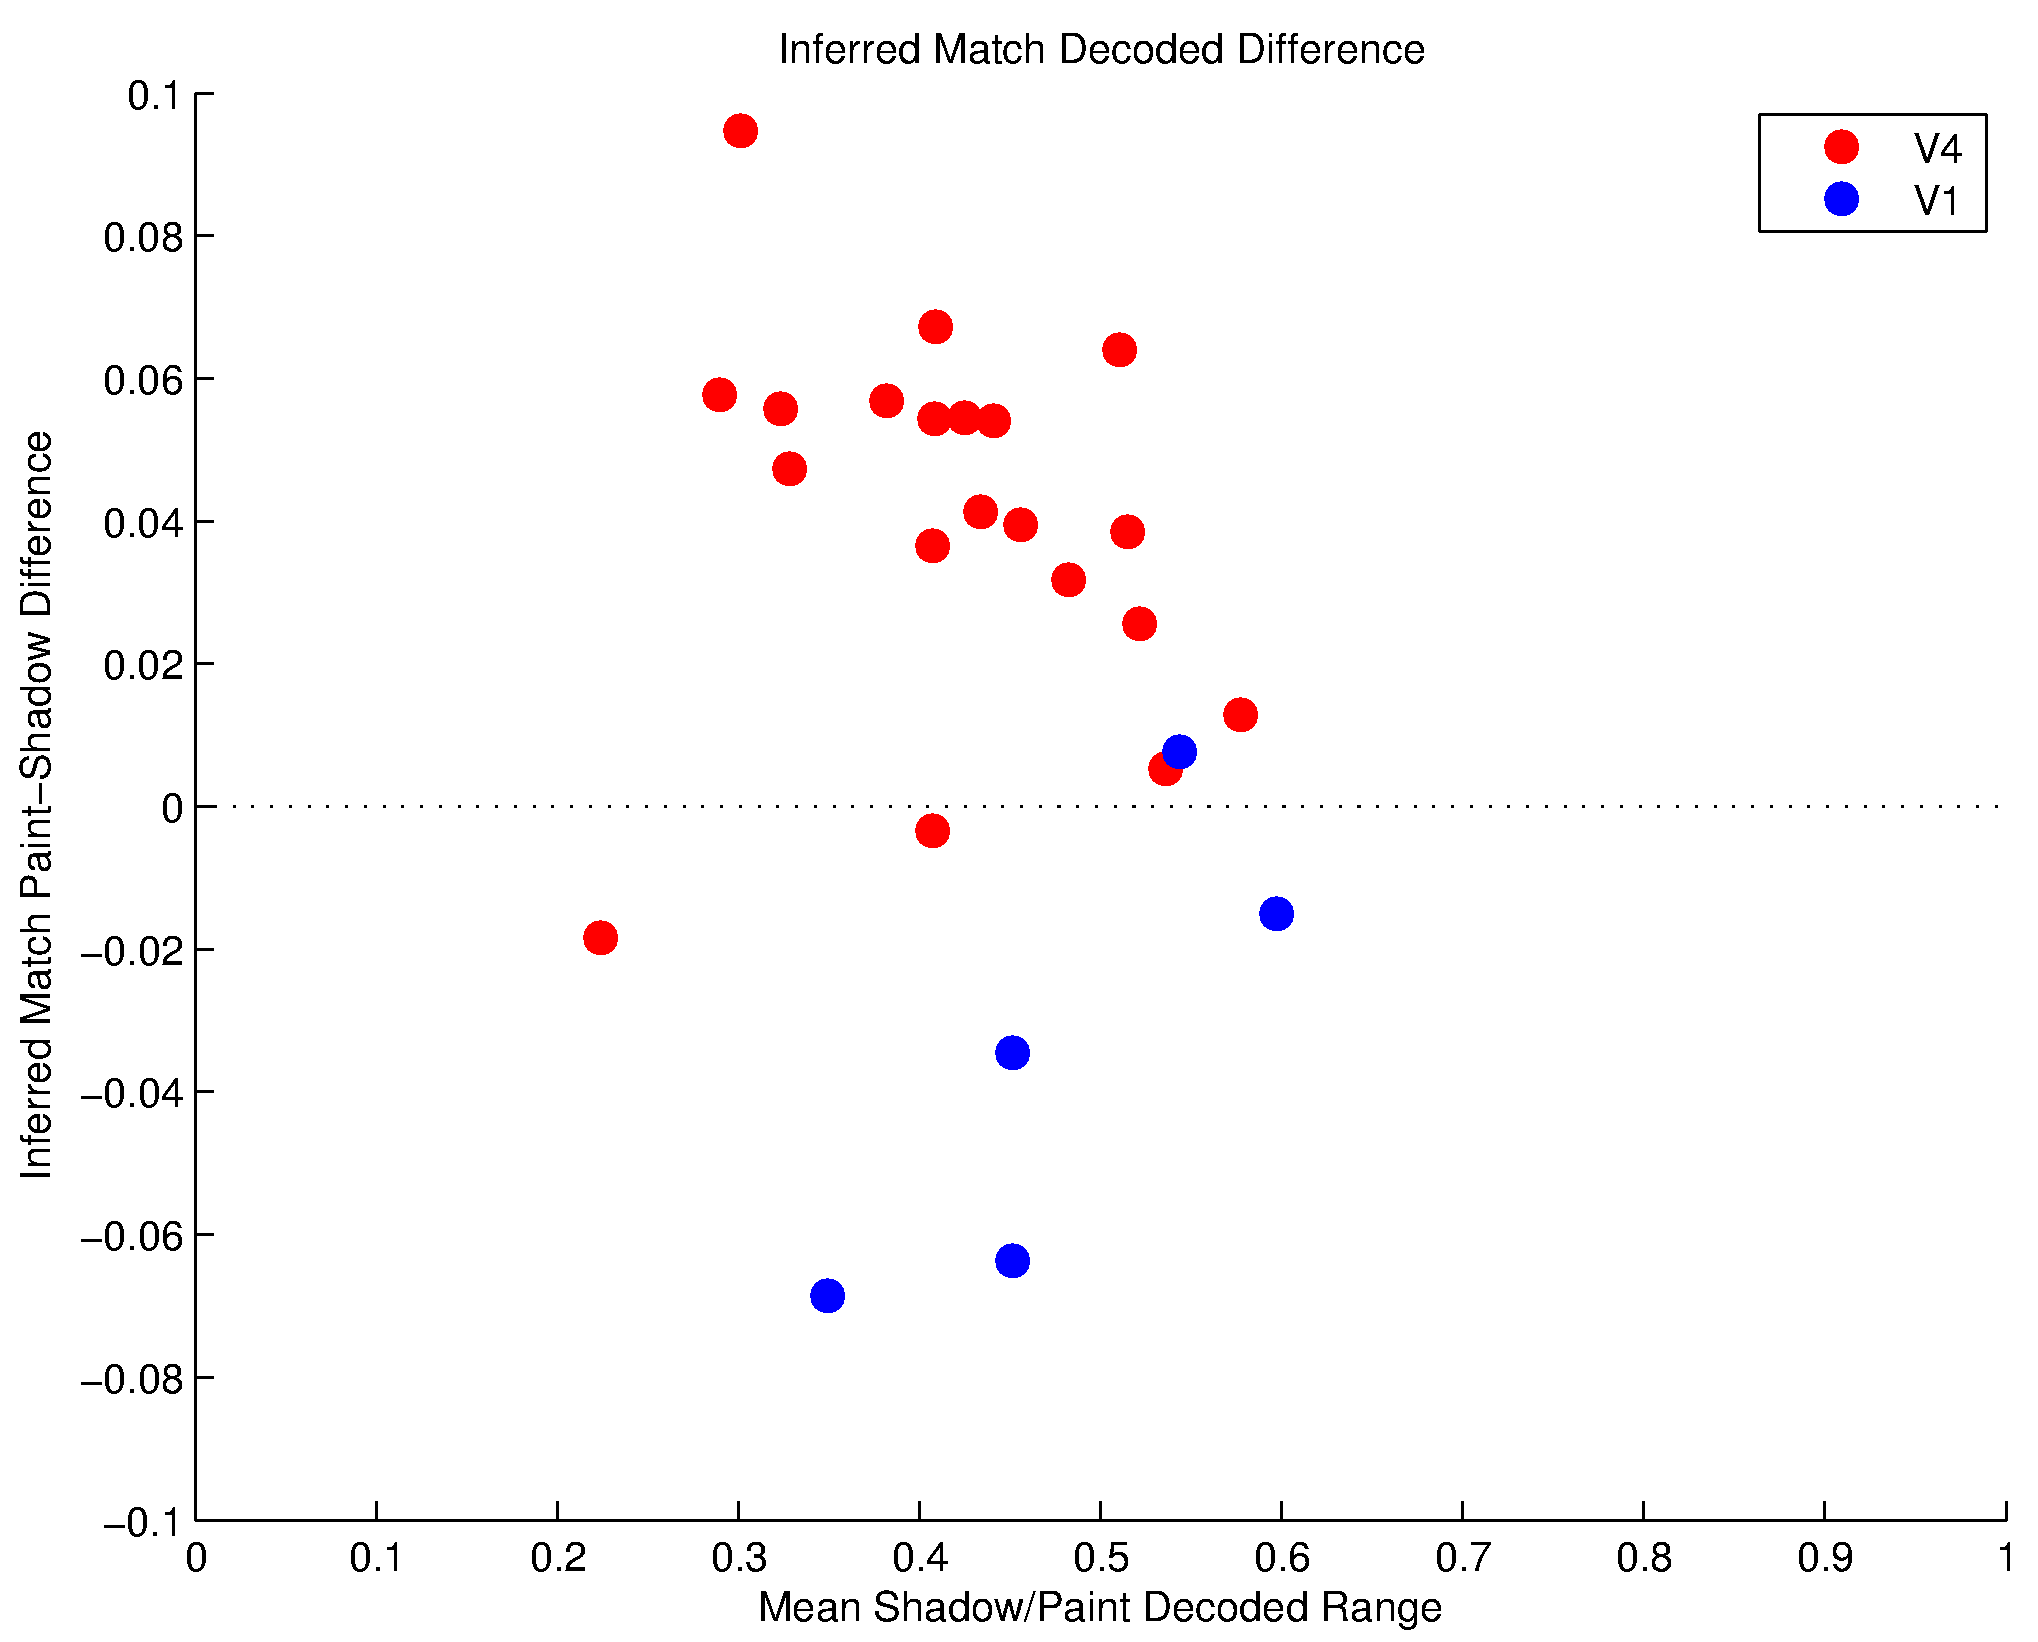 Inferred Match Decoded Difference
V4
V1
0.1
0.08
0.06
0.04
0.02
0
−0.02
−0.04
−0.06
−0.08
−0.1
Inferred Match Paint−Shadow Difference
0 0.1 0.2 0.3 0.4 0.5 0.6 0.7 0.8 0.9 1
Mean Shadow/Paint Decoded Range